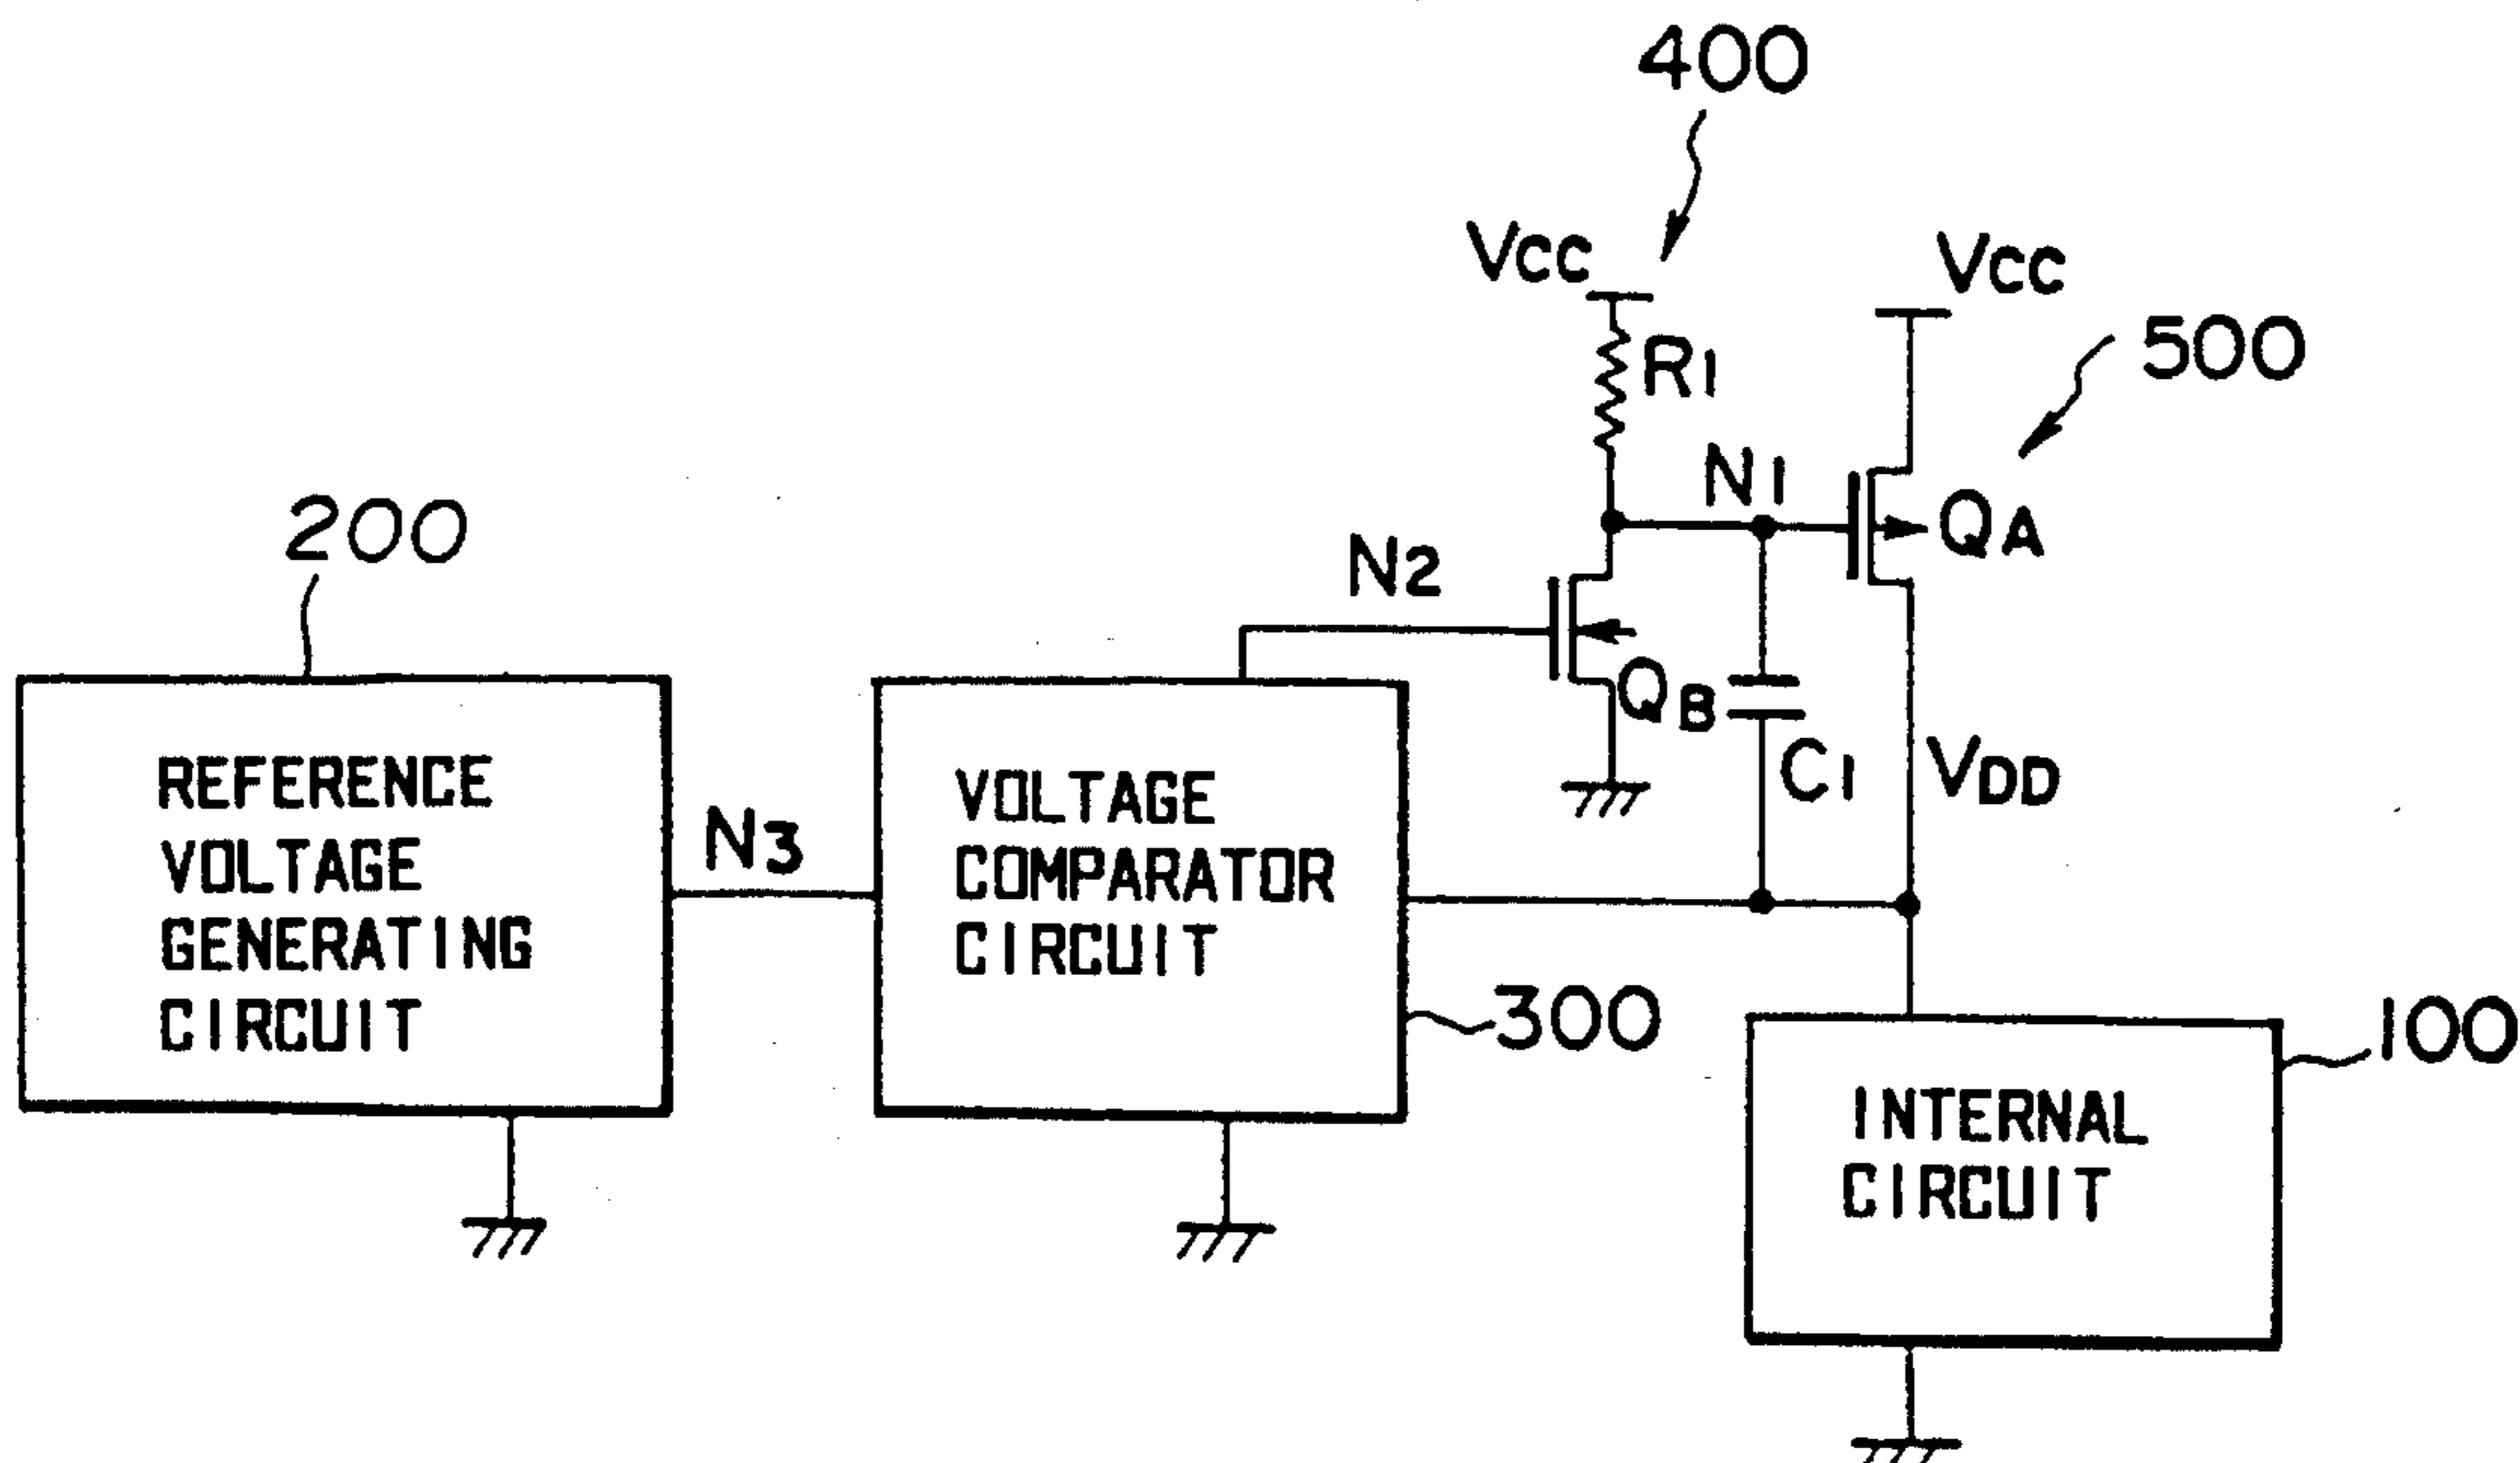 400
Vcc
Vcc
R1
500
N1
QA
200
N2
QB
REFERENCE
VOLTAGE
GENERATING
CIRCUIT
N3
VOLTAGE
COMPARATOR
CIRCUIT
C1
VDD
300
100
INTERNAL
CIRCUIT